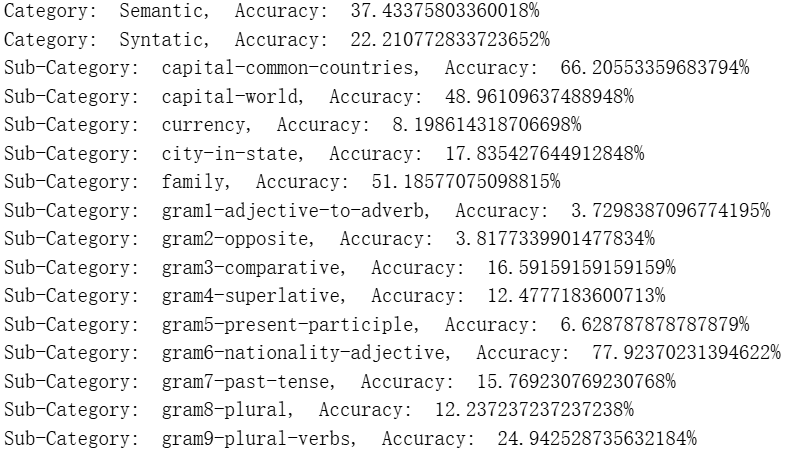 Category: Semantic, Accuracy: 37.43375803360018%
Category: Syntatic, Accuracy: 22.210772833723652%
Sub-Category: capital-common-countries, Accuracy: 66.20553359683794%
Sub-Category: capital-world, Accuracy: 48.96109637488948%
Sub-Category: currency, Accuracy: 8.198614318706698%
Sub-Category: city-in-state, Accuracy: 17.835427644912848%
Sub-Category: family, Accuracy: 51.18577075098815%
Sub-Category: gram1-adjective-to-adverb, Accuracy: 3.7298387096774195%
Sub-Category: gram2-opposite, Accuracy: 3.8177339901477834%
Sub-Category: gram3-comparative, Accuracy: 16.59159159159159%
Sub-Category: gram4-superlative, Accuracy: 12.4777183600713%
Sub-Category: gram5-present-participle, Accuracy: 6.628787878787879%
Sub-Category: gram6-nationality-adjective, Accuracy: 77.92370231394622%
Sub-Category: gram7-past-tense, Accuracy: 15.769230769230768%
Sub-Category: gram8-plural, Accuracy: 12.237237237237238%
Sub-Category: gram9-plural-verbs, Accuracy: 24.942528735632184%